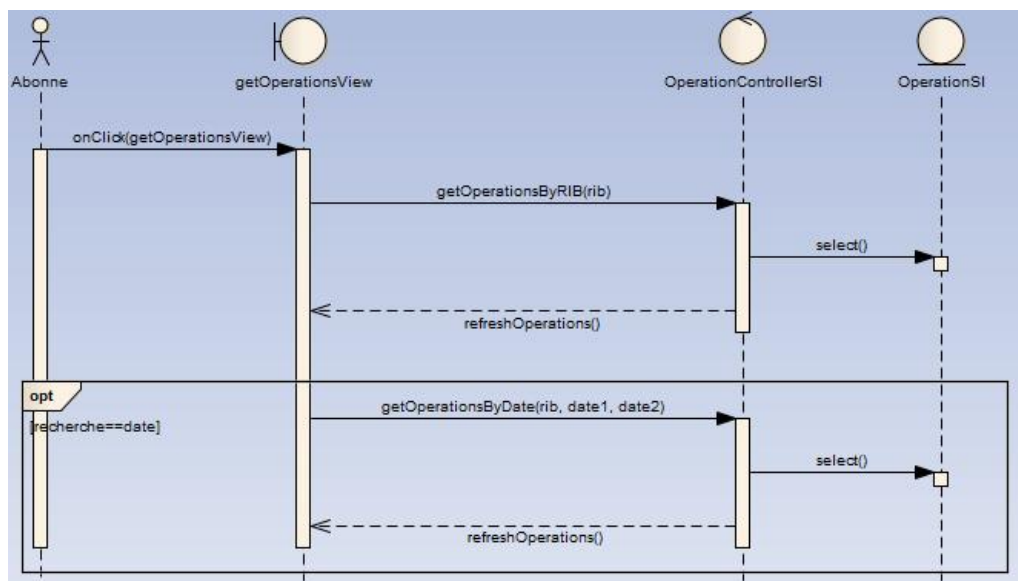 Abonne
getOperationsView
OperationControllerSI
OperationSI
onClick(getOperationsView)
getOperationsByRIB(rib)
select()
refreshOperations()
opt
getOperationsByDate(rib, date1, date2)
[recherche==date]
select()
refreshOperations()